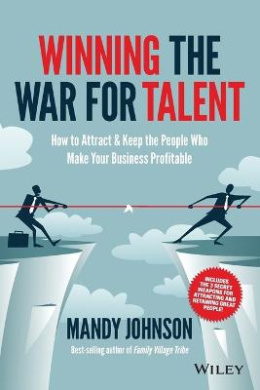 WINNING THE
WAR FOR TALENT
How to Attract & Keep the People Who
Make Your Business Profitable
INCLUDES
THE 3 SECRET
WEAPONS FOR
ATTRACTING AND
RETAINING GREAT
PEOPLE!
MANDY JOHNSON
Best-selling author of Family Village Tribe
WILEY